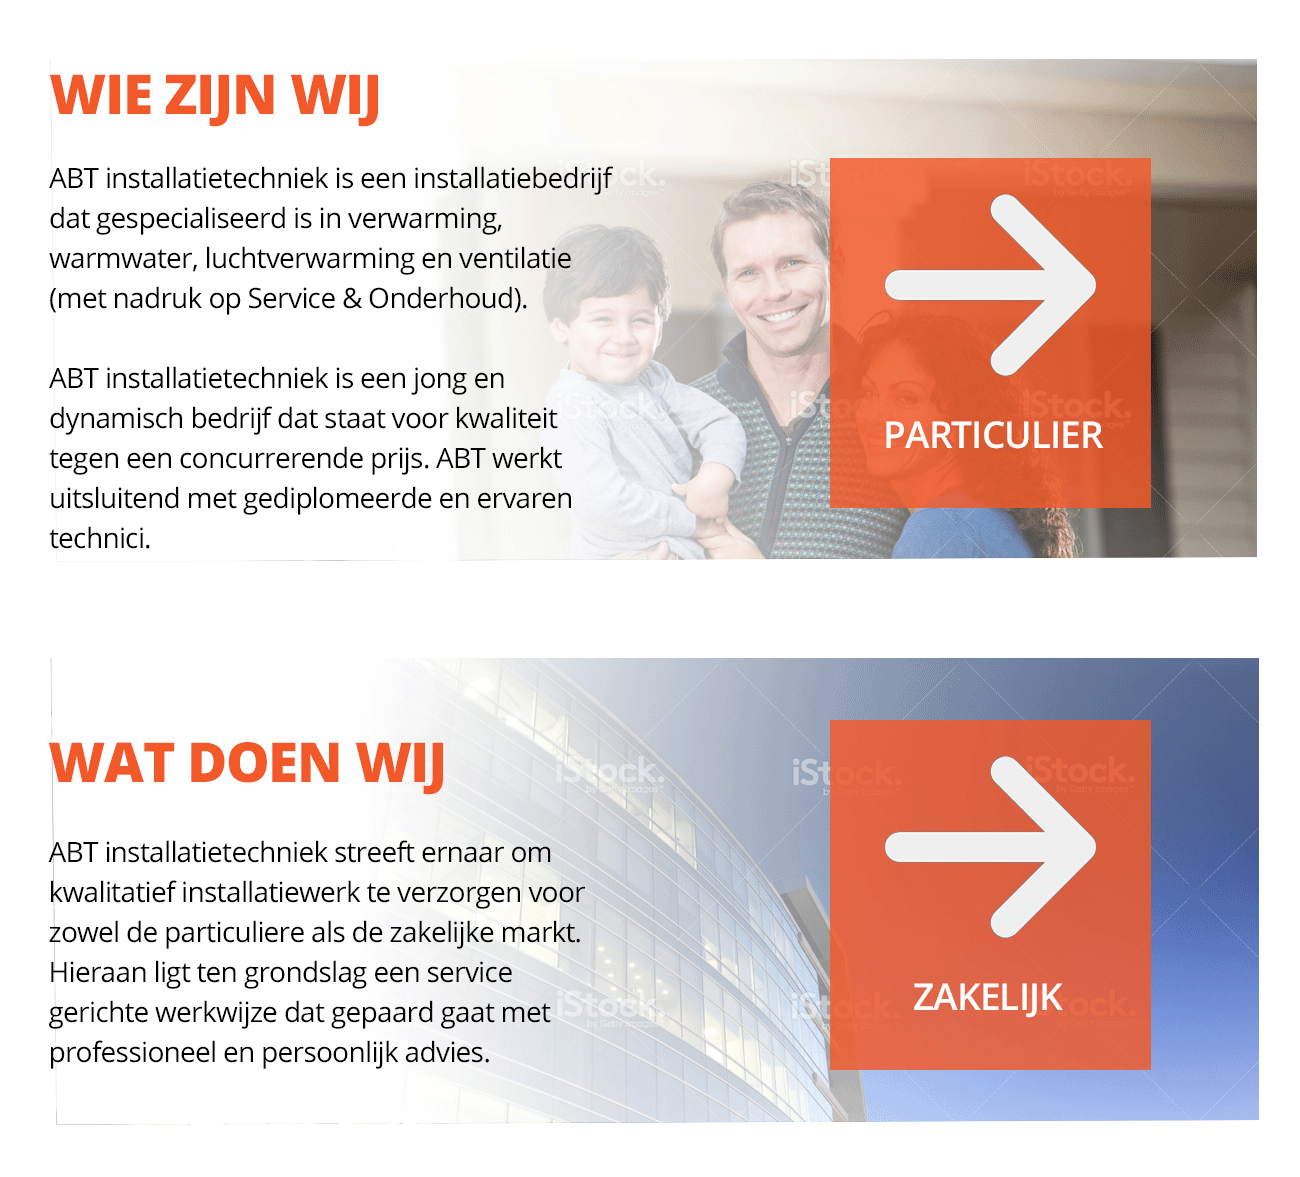 WIE ZIJN WIJ
ABT installatietechniek is een installatiebedrijf
dat gespecialiseerd is in verwarming,
warmwater, luchtverwarming en ventilatie
(met nadruk op Service & Onderhoud).
ABT installatietechniek is een jong en
dynamisch bedrijf dat staat voor kwaliteit
tegen een concurrerende prijs. ABT werkt
uitsluitend met gediplomeerde en ervaren
technici.
PARTICULIER
WAT DOEN WIJ
ABT installatietechniek streeft ernaar om
kwalitatief installatiewerk te verzorgen voor
zowel de particuliere als de zakelijke markt.
Hieraan ligt ten grondslag een service
gerichte werkwijze dat gepaard gaat met
professioneel en persoonlijk advies.
ZAKELIJK
iStock.
by Getty Images™